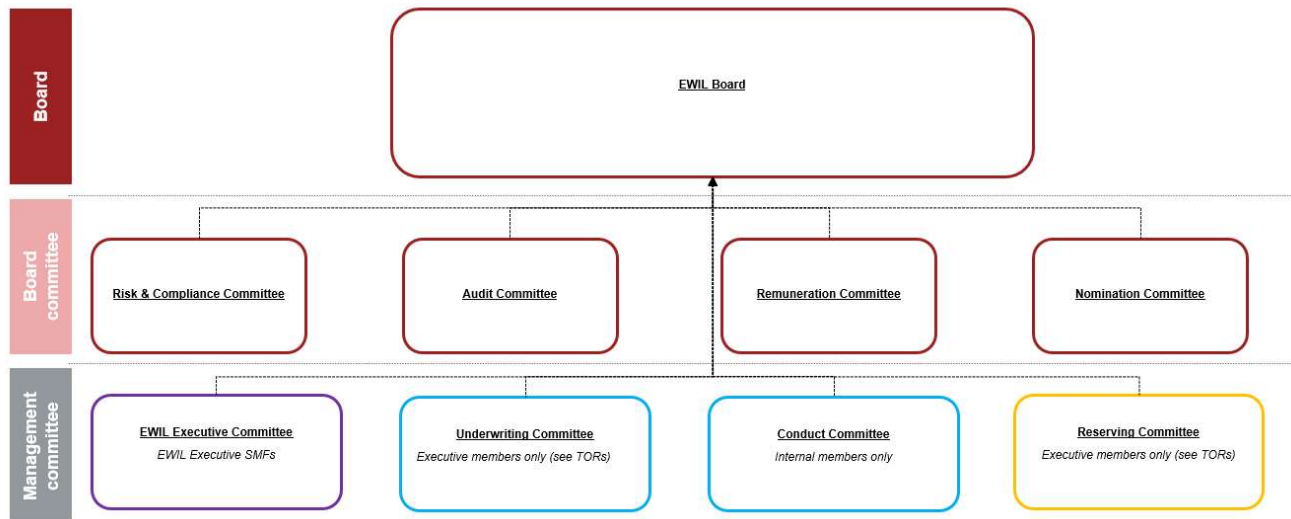 Board
EWIL Board
Board
committee
Risk & Compliance Committee
Audit Committee
Remuneration Committee
Nomination Committee
Management
committee
EWIL Executive Committee
EWIL Executive SMFs
Underwriting Committee
Executive members only (see TORs)
Conduct Committee
Internal members only
Reserving Committee
Executive members only (see TORs)